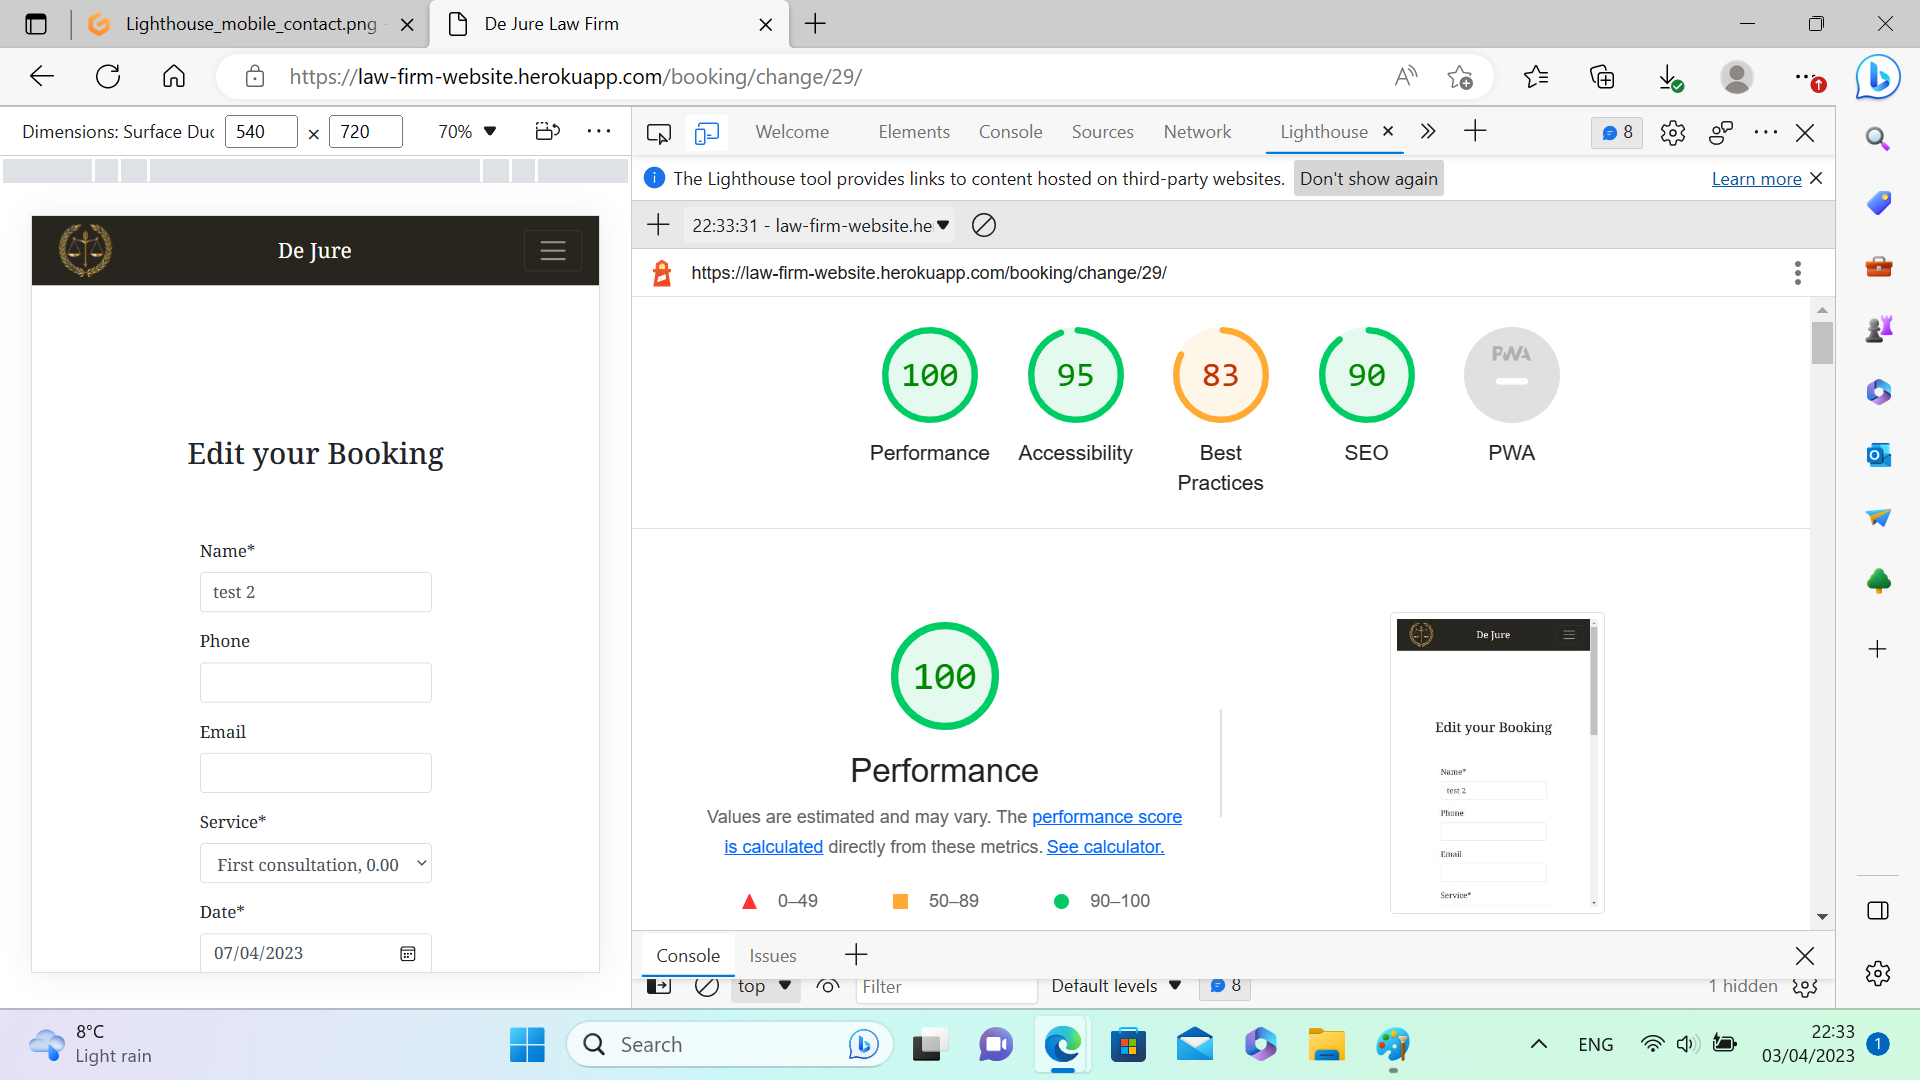 Lighthouse_mobile_contact.png
De Jure Law Firm
https://law-firm-website.herokuapp.com/booking/change/29/
Dimensions: Surface Duo
540 × 720
70%
Welcome
Elements
Console
Sources
Network
Lighthouse
8
The Lighthouse tool provides links to content hosted on third-party websites.
Don't show again
Learn more
22:33:31 - law-firm-website.he
https://law-firm-website.herokuapp.com/booking/change/29/
De Jure
Edit your Booking
Name*
test 2
Phone
Email
Service*
First consultation, 0.00
Date*
07/04/2023
100
95
83
90
PWA
Performance
Accessibility
Best
Practices
SEO
PWA
100
Performance
Values are estimated and may vary. The performance score
is calculated directly from these metrics. See calculator.
0–49
50–89
90–100
De Jure
Edit your Booking
Name*
test 2
Phone
Email
Service*
Console
Issues
top
Filter
Default levels
8
1 hidden
8°C
Light rain
Search
ENG
22:33
03/04/2023
1